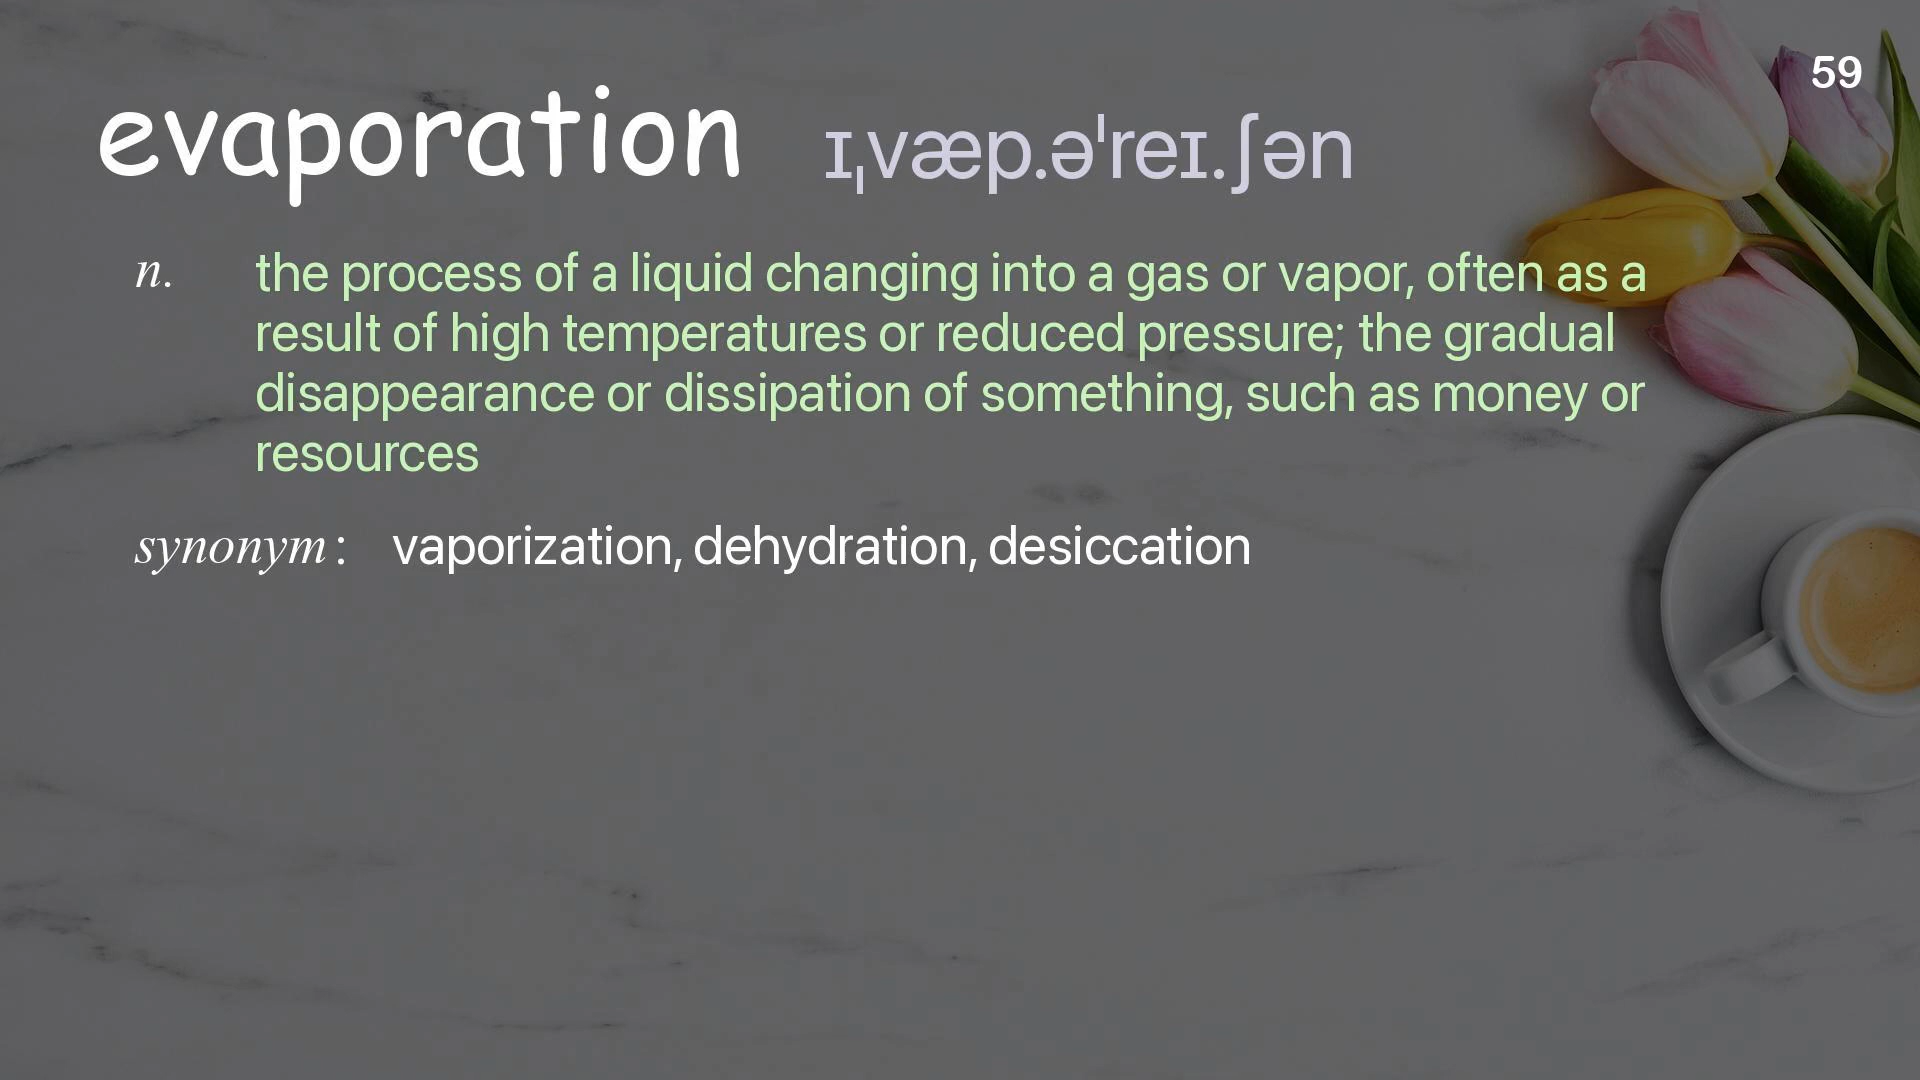 59
evaporation ɪˌvæp.əˈreɪ.ʃən
n. the process of a liquid changing into a gas or vapor, often as a
result of high temperatures or reduced pressure; the gradual
disappearance or dissipation of something, such as money or
resources
synonym : vaporization, dehydration, desiccation